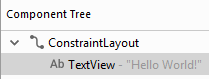 Component Tree
ConstraintLayout
Ab TextView - "Hello World!"